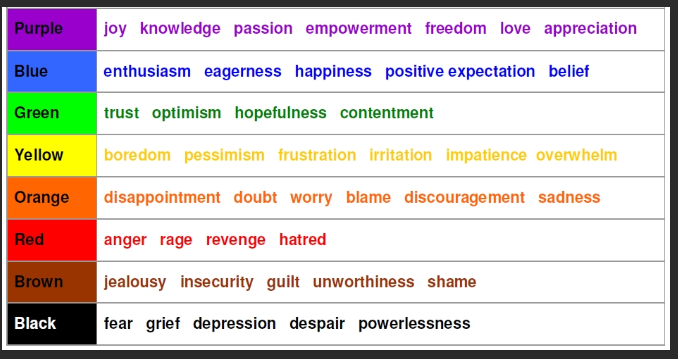 Purple joy knowledge passion empowerment freedom love appreciation
Blue enthusiasm eagerness happiness positive expectation belief
Green trust optimism hopefulness contentment
Yellow boredom pessimism frustration irritation impatience overwhelm
Orange disappointment doubt worry blame discouragement sadness
Red anger rage revenge hatred
Brown jealousy insecurity guilt unworthiness shame
Black fear grief depression despair powerlessness